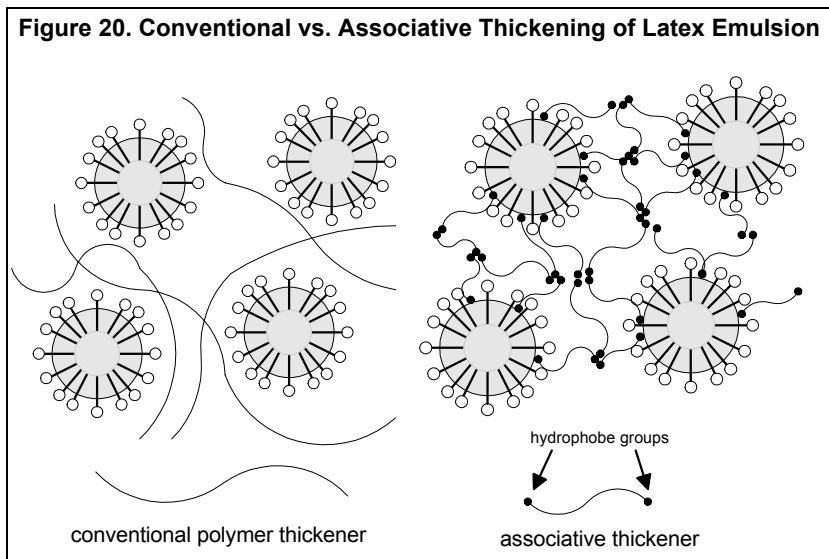 Figure 20. Conventional vs. Associative Thickening of Latex Emulsion
hydrophobe groups
conventional polymer thickener
associative thickener